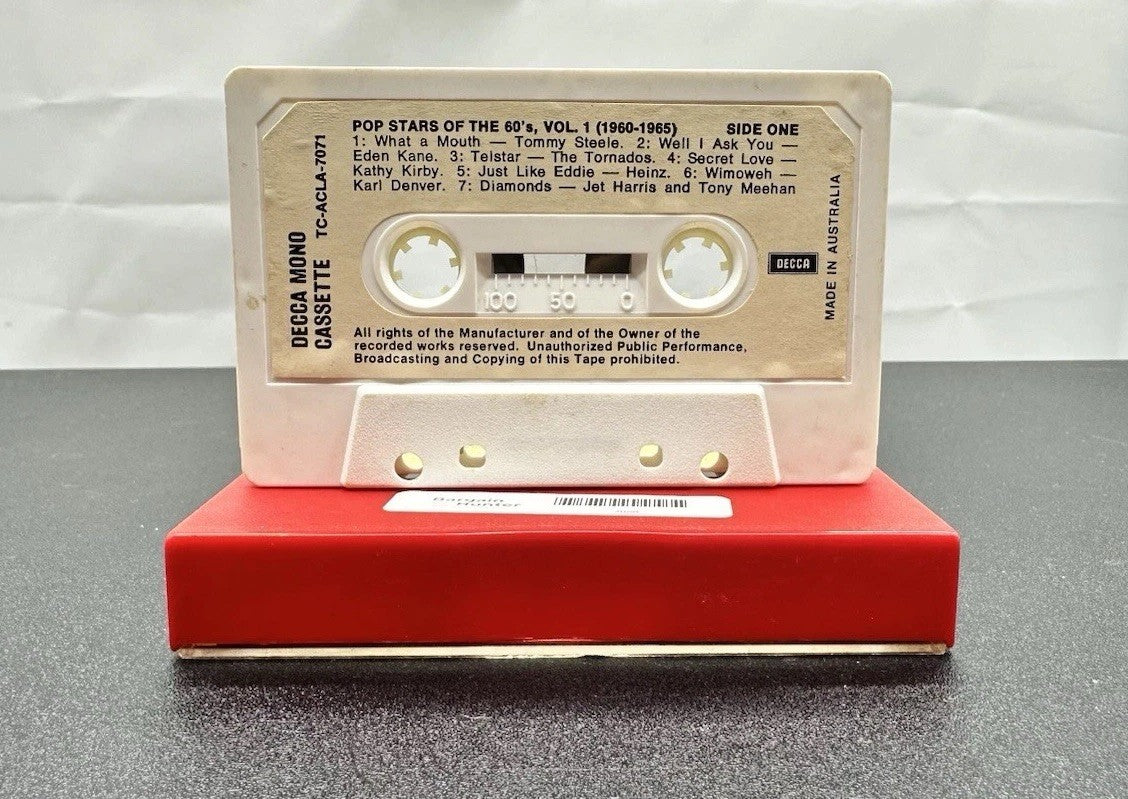 POP STARS OF THE 60's, VOL. 1 (1960-1965) SIDE ONE
1: What a Mouth — Tommy Steele. 2: Well I Ask You —
Eden Kane. 3: Telstar — The Tornados. 4: Secret Love —
Kathy Kirby. 5: Just Like Eddie — Heinz. 6: Wimoweh —
Karl Denver. 7: Diamonds — Jet Harris and Tony Meehan
DECCA MONO
CASSETTE TC-ACLA-7071
DECCA
MADE IN AUSTRALIA
100 50 0
All rights of the Manufacturer and of the Owner of the
recorded works reserved. Unauthorized Public Performance,
Broadcasting and Copying of this Tape prohibited.
Bargain
Hunter